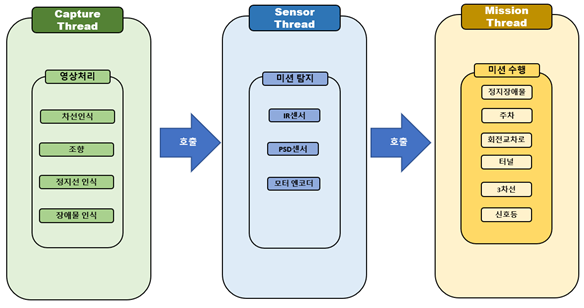 Capture
Thread
영상처리
차선인식
조향
정지선 인식
장애물 인식
호출
Sensor
Thread
미션 탐지
IR센서
PSD센서
모터 엔코더
호출
Mission
Thread
미션 수행
정지장애물
주차
회전교차로
터널
3차선
신호등